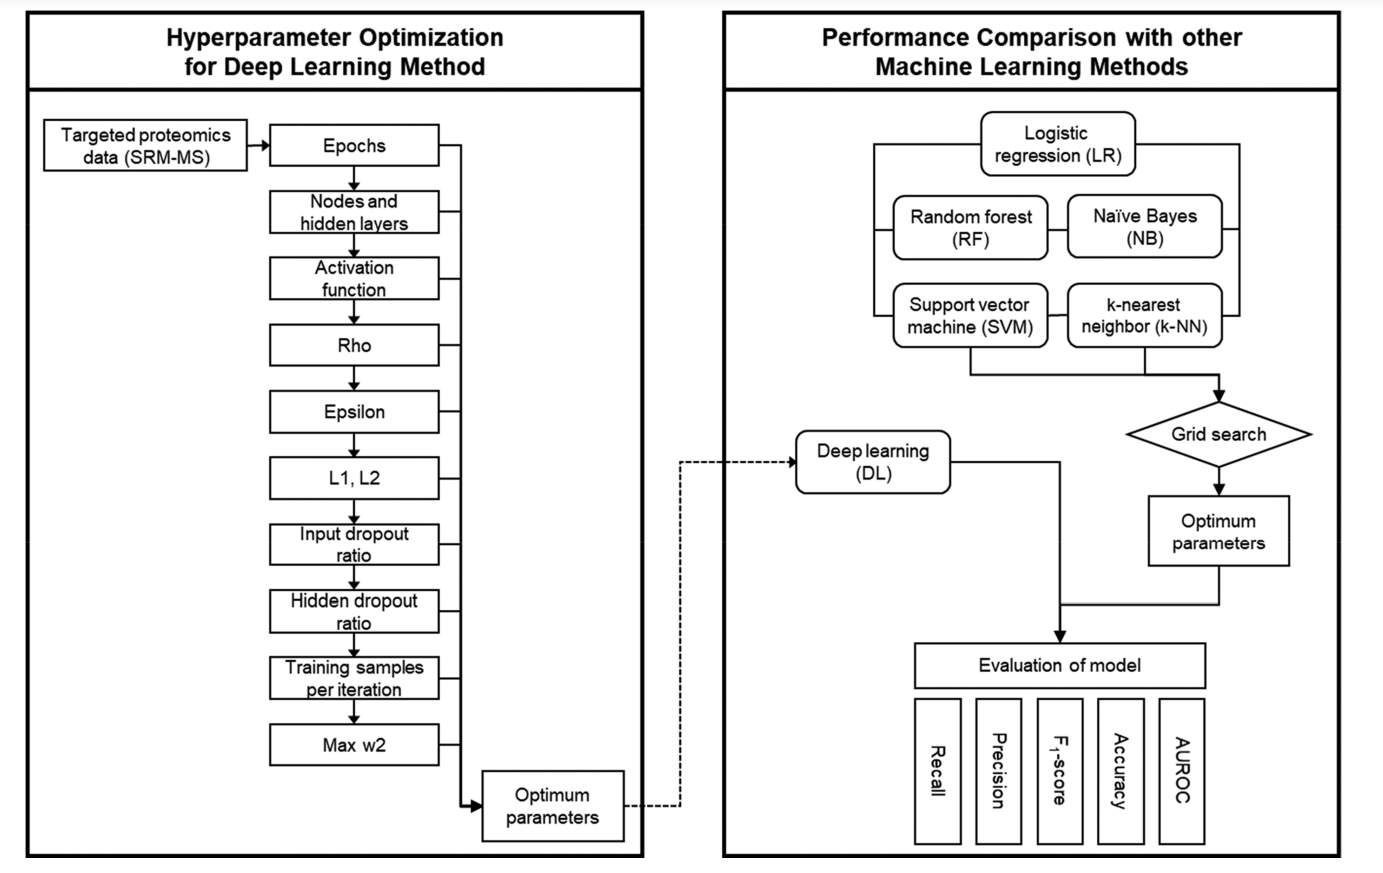 Hyperparameter Optimization
for Deep Learning Method
Targeted proteomics
data (SRM-MS)
Epochs
Nodes and
hidden layers
Activation
function
Rho
Epsilon
L1, L2
Input dropout
ratio
Hidden dropout
ratio
Training samples
per iteration
Max w2
Optimum
parameters
Performance Comparison with other
Machine Learning Methods
Logistic
regression (LR)
Random forest
(RF)
Naïve Bayes
(NB)
Support vector
machine (SVM)
k-nearest
neighbor (k-NN)
Grid search
Deep learning
(DL)
Optimum
parameters
Evaluation of model
Recall
Precision
F₁-score
Accuracy
AUROC